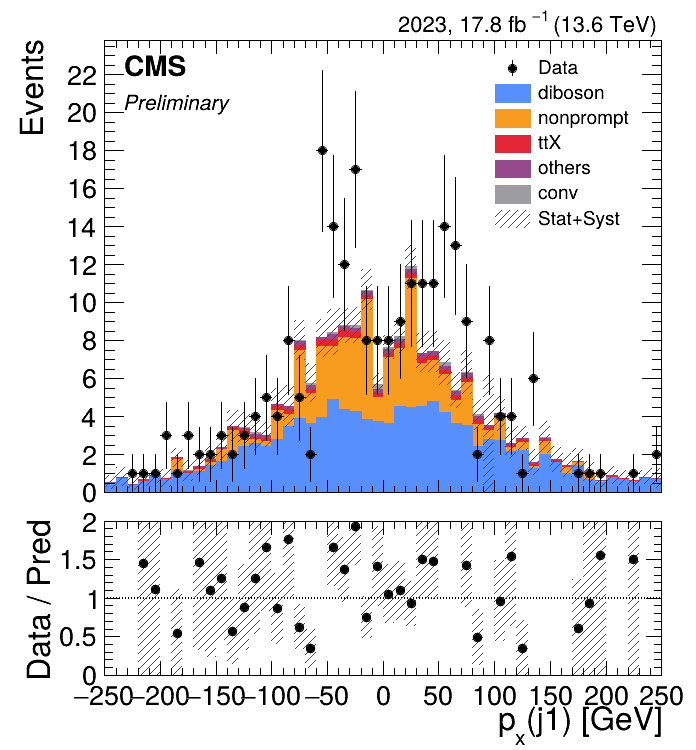 2023, 17.8 fb⁻¹ (13.6 TeV)
CMS
Preliminary
Events
22
20
18
16
14
12
10
8
6
4
2
0
Data
diboson
nonprompt
ttX
others
conv
Stat+Syst
Data / Pred
2
1.5
1
0.5
0
−250 −200 −150 −100 −50 0 50 100 150 200 250
pₓ(j1) [GeV]